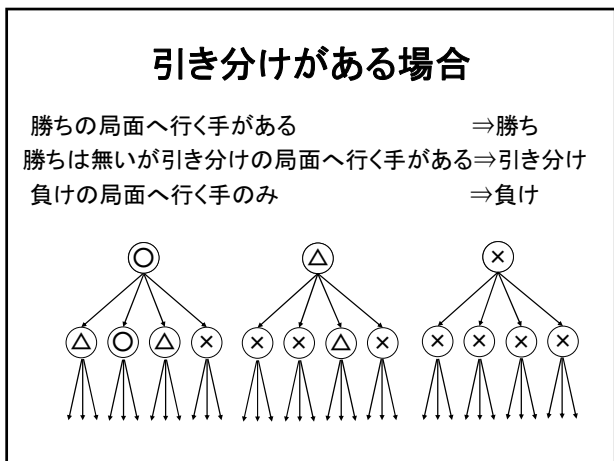 引き分けがある場合
勝ちの局面へ行く手がある ⇒勝ち
勝ちは無いが引き分けの局面へ行く手がある⇒引き分け
負けの局面へ行く手のみ ⇒負け
○ △ ×
△ ○ △ × × × △ × × × × ×